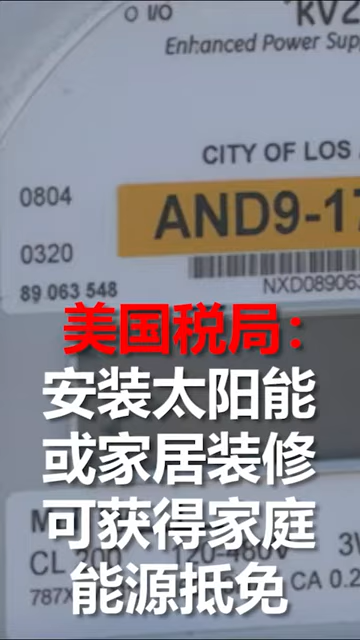 I/O
kV2
Enhanced Power Sup
CITY OF LOS
0804
AND9-17
0320
NXD089063
89 063 548
美国税局：
安装太阳能
或家居装修
可获得家庭
能源抵免
CL 200
120-480V
3W
CA 0.2
787X